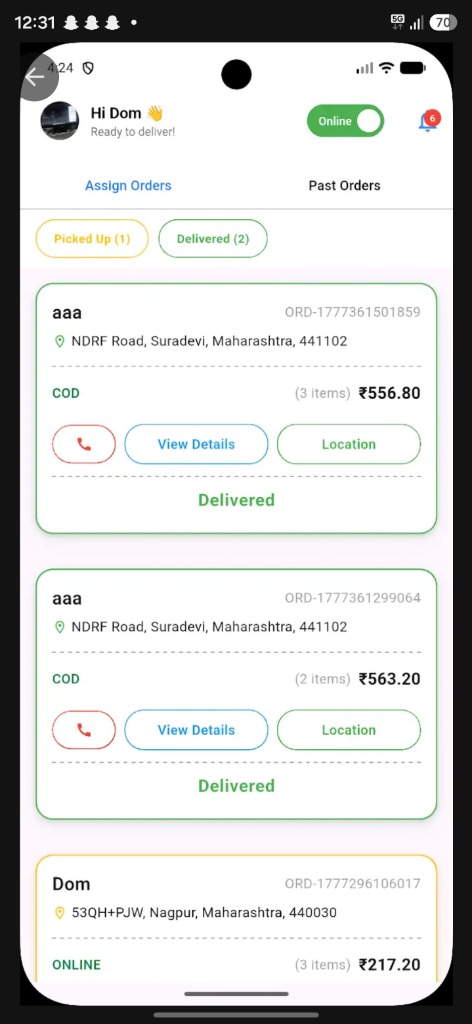 12:31
5G
70
4:24
Hi Dom 👋
Ready to deliver!
Online
6
Assign Orders
Past Orders
Picked Up (1)
Delivered (2)
aaa
ORD-1777361501859
NDRF Road, Suradevi, Maharashtra, 441102
COD
(3 items) ₹556.80
View Details
Location
Delivered
aaa
ORD-1777361299064
NDRF Road, Suradevi, Maharashtra, 441102
COD
(2 items) ₹563.20
View Details
Location
Delivered
Dom
ORD-1777296106017
53QH+PJW, Nagpur, Maharashtra, 440030
ONLINE
(3 items) ₹217.20